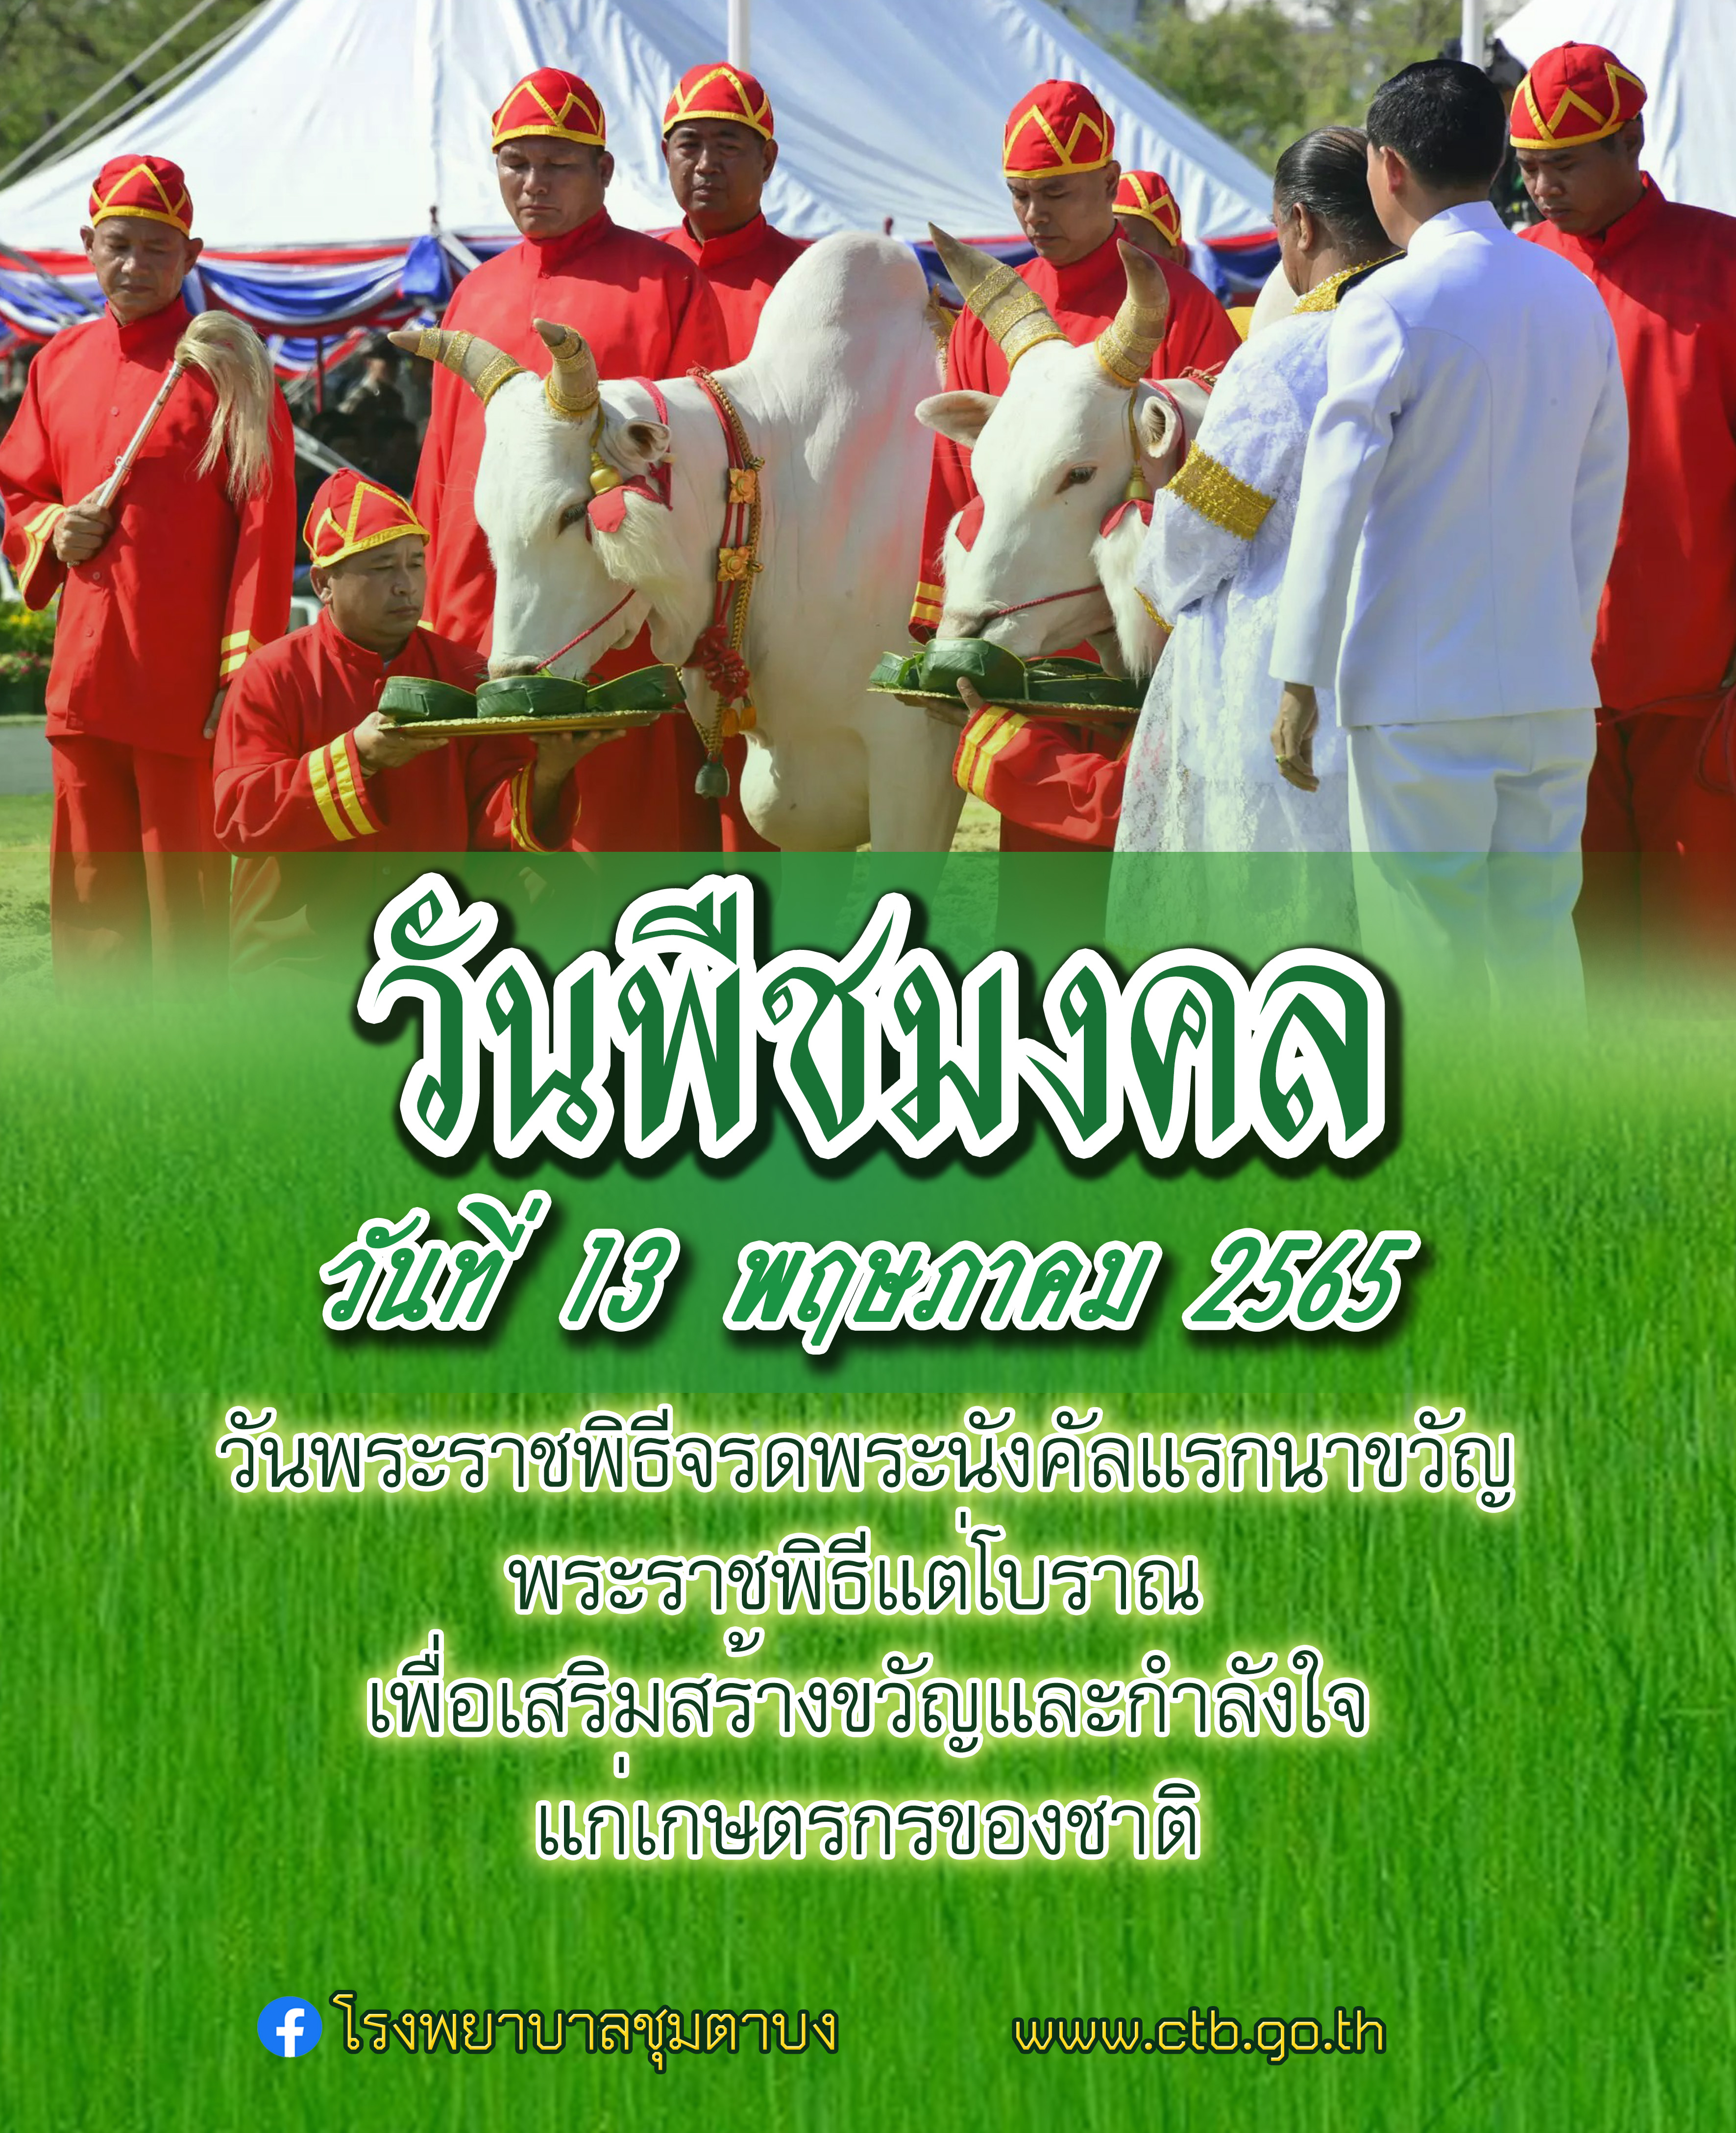 วันพืชมงคล
วันที่ 13 พฤษภาคม 2565
วันพระราชพิธีจรดพระนังคัลแรกนาขวัญ
พระราชพิธีแต่โบราณ
เพื่อเสริมสร้างขวัญและกำลังใจ
แก่เกษตรกรของชาติ
โรงพยาบาลชุมตาบง www.ctb.go.th